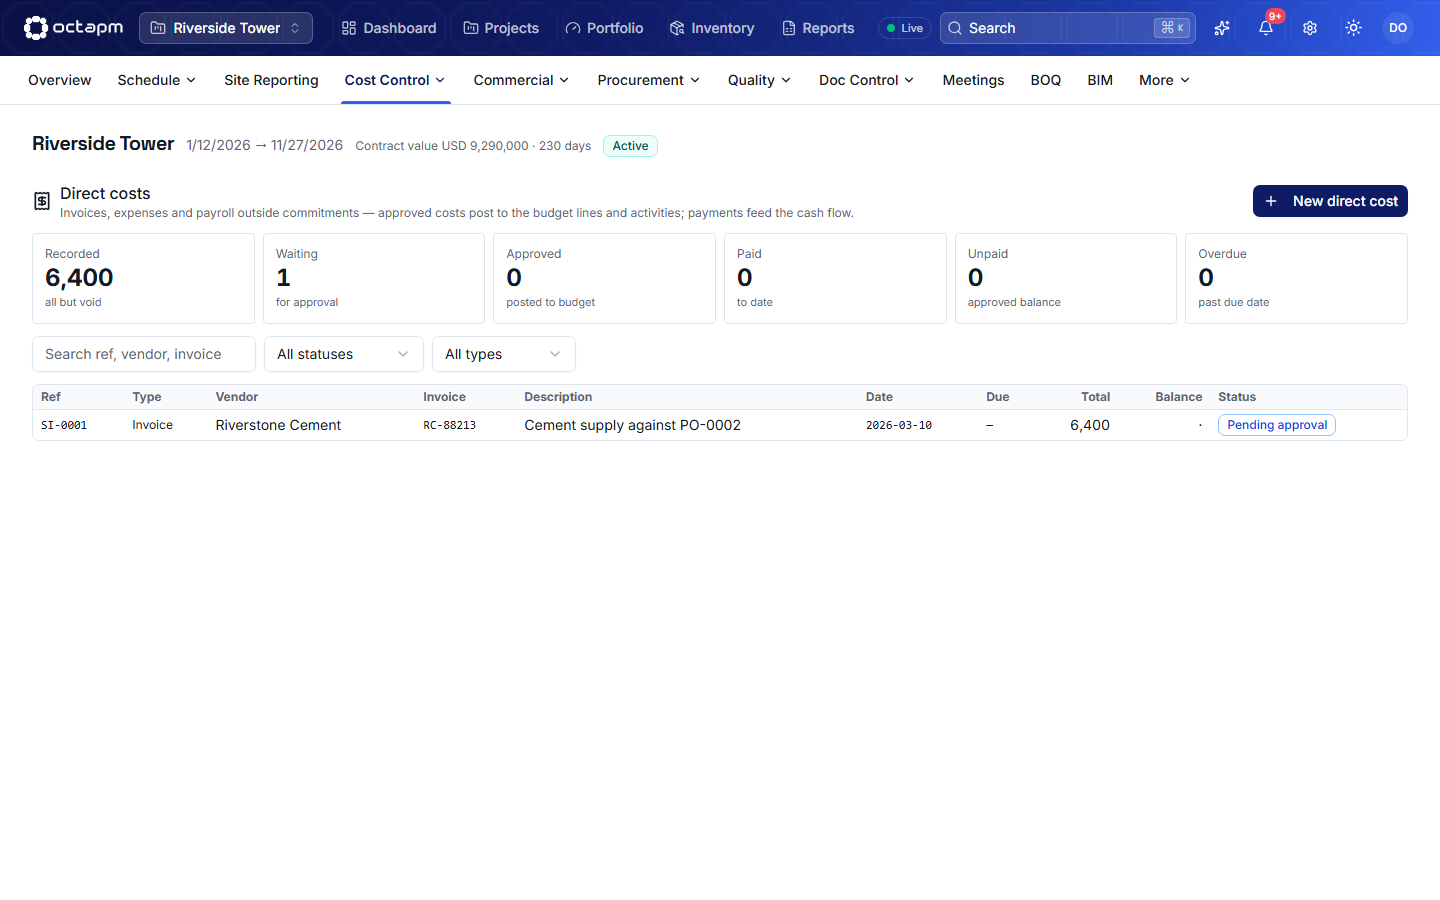 octapm Riverside Tower Dashboard Projects Portfolio Inventory Reports Live Search ⌘ K 9+ DO
Overview Schedule Site Reporting Cost Control Commercial Procurement Quality Doc Control Meetings BOQ BIM More
Riverside Tower 1/12/2026 → 11/27/2026 Contract value USD 9,290,000 · 230 days Active
Direct costs
Invoices, expenses and payroll outside commitments — approved costs post to the budget lines and activities; payments feed the cash flow.
+ New direct cost
Recorded Waiting Approved Paid Unpaid Overdue
6,400 1 0 0 0 0
all but void for approval posted to budget to date approved balance past due date
Search ref, vendor, invoice All statuses All types
Ref Type Vendor Invoice Description Date Due Total Balance Status
SI-0001 Invoice Riverstone Cement RC-88213 Cement supply against PO-0002 2026-03-10 – 6,400 · Pending approval